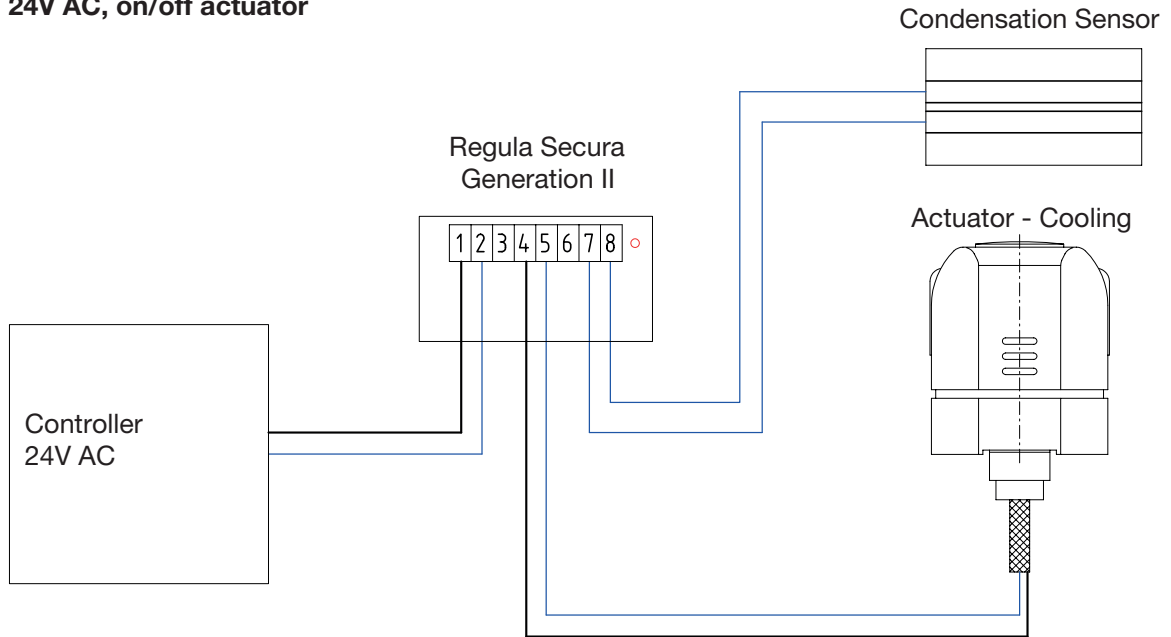 24V AC, on/off actuator
Condensation Sensor
Regula Secura
Generation II
Actuator - Cooling
1 2 3 4 5 6 7 8
Controller
24V AC